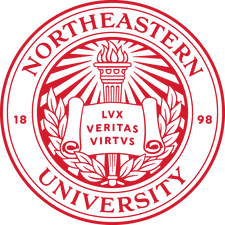 NORTHEASTERN
LVX
VERITAS
VIRTVS
18 98
UNIVERSITY